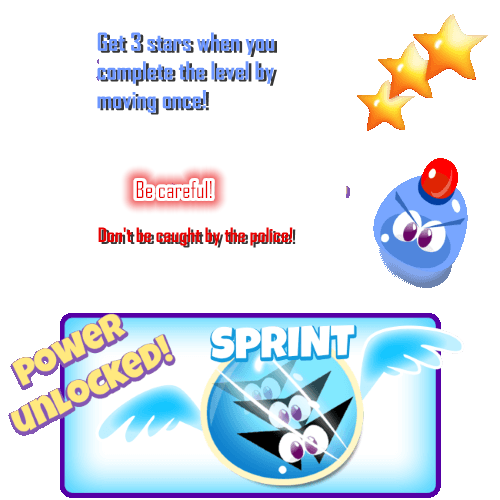 Get 3 stars when you
complete the level by
moving once!
Be careful!
Don't be caught by the police!
POWER
UNLOCKED!
SPRINT